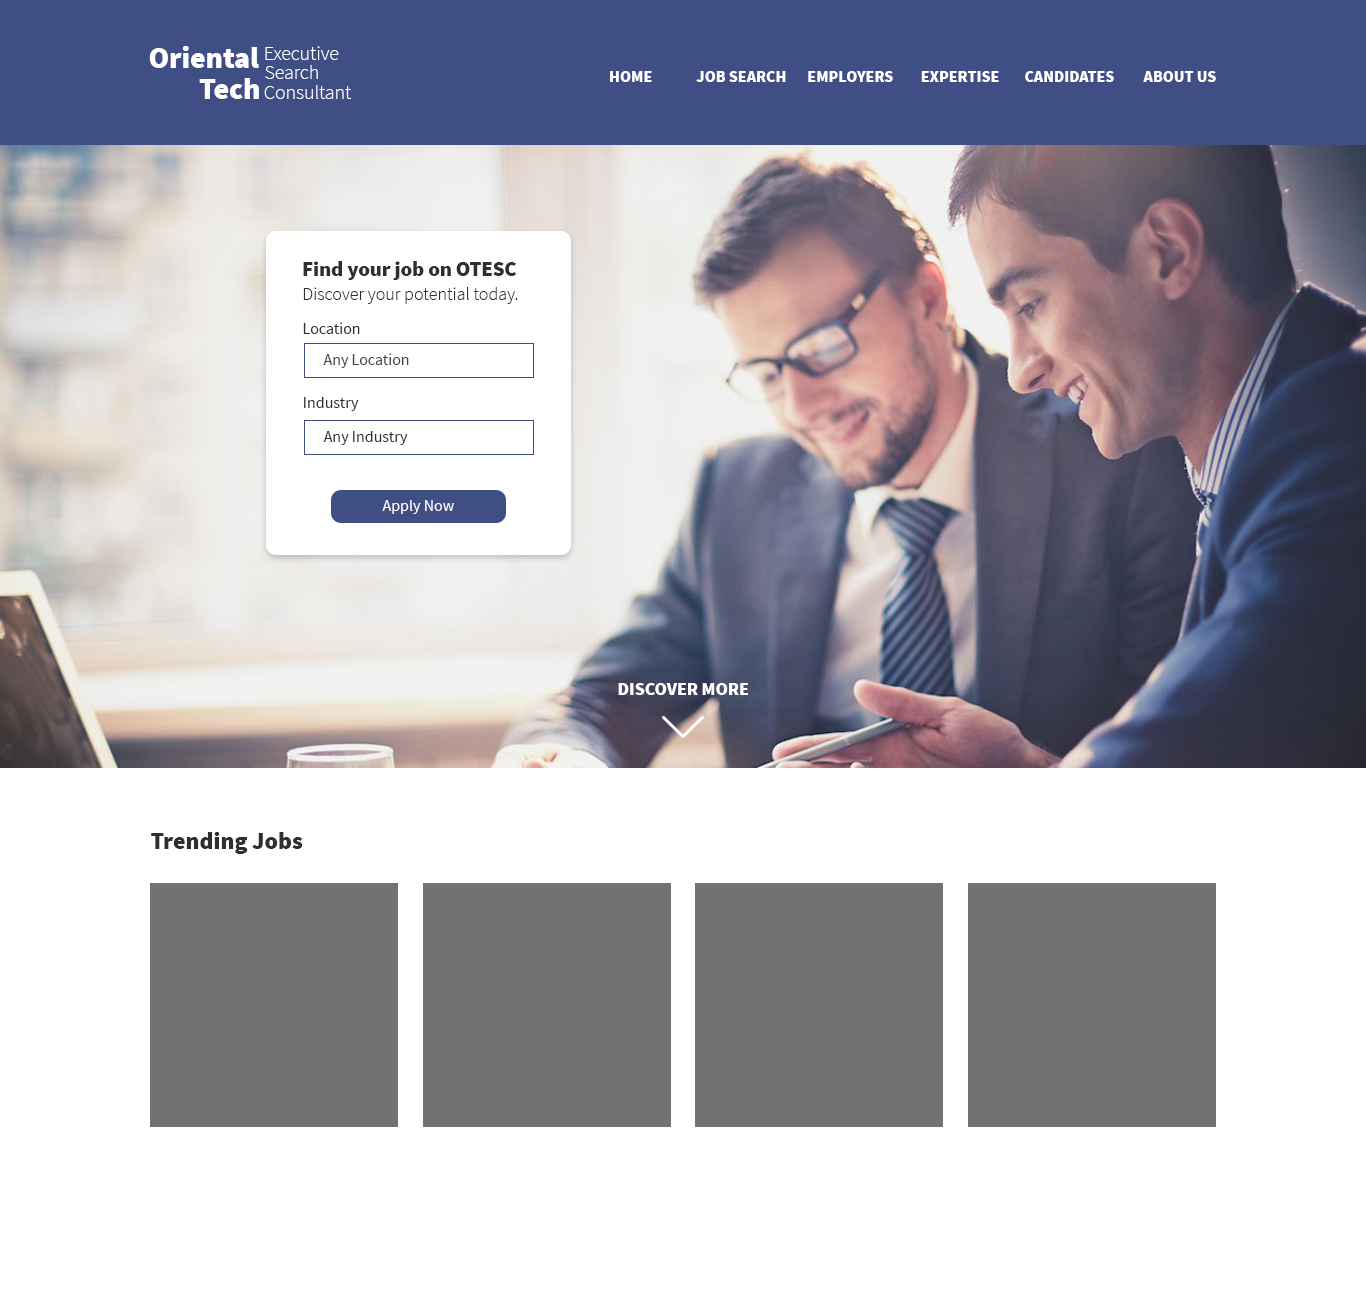 Oriental
Tech
Executive
Search
Consultant
HOME JOB SEARCH EMPLOYERS EXPERTISE CANDIDATES ABOUT US
Find your job on OTESC
Discover your potential today.
Location
Any Location
Industry
Any Industry
Apply Now
DISCOVER MORE
Trending Jobs